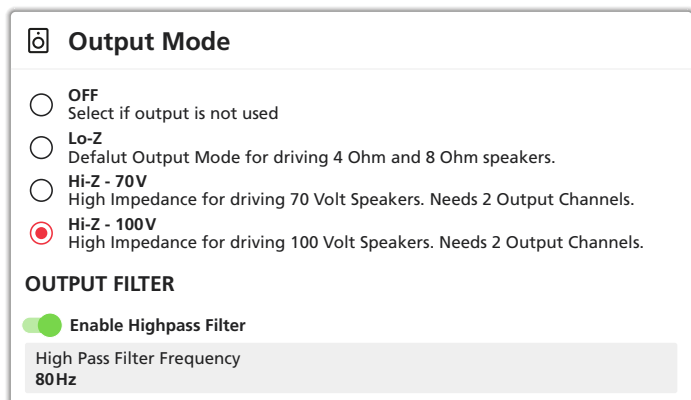 Output Mode
OFF
Select if output is not used
Lo-Z
Defalut Output Mode for driving 4 Ohm and 8 Ohm speakers.
Hi-Z - 70V
High Impedance for driving 70 Volt Speakers. Needs 2 Output Channels.
Hi-Z - 100V
High Impedance for driving 100 Volt Speakers. Needs 2 Output Channels.
OUTPUT FILTER
Enable Highpass Filter
High Pass Filter Frequency
80Hz